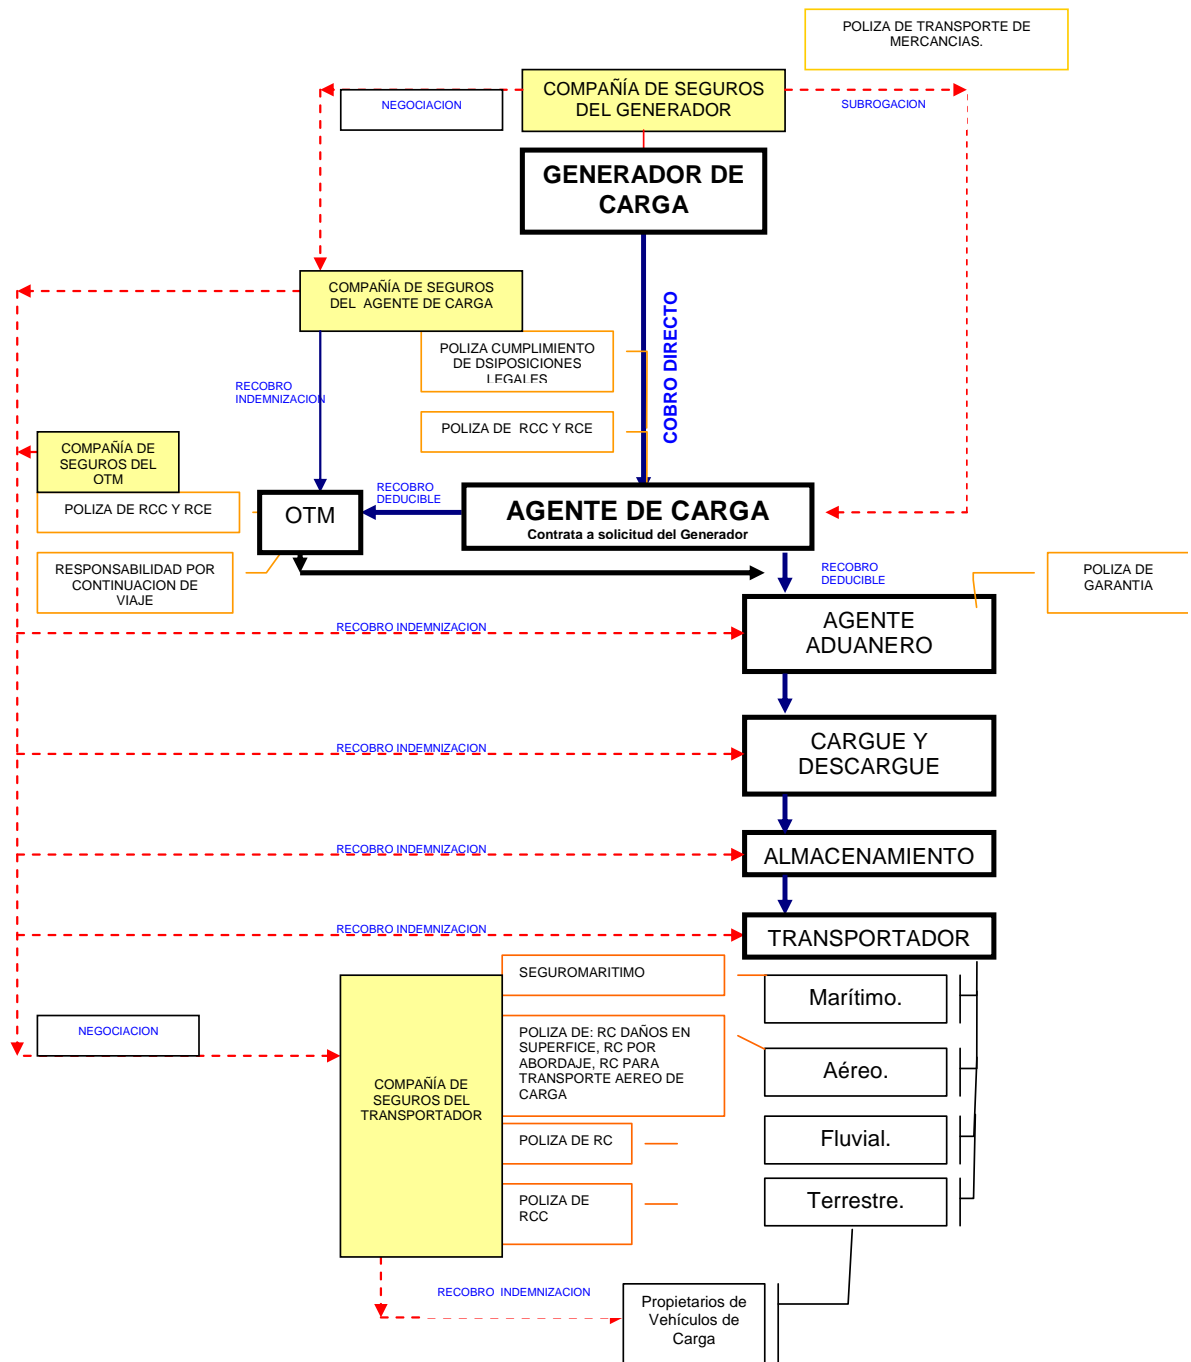 POLIZA DE TRANSPORTE DE
MERCANCIAS.
COMPAÑÍA DE SEGUROS
DEL GENERADOR
NEGOCIACION
SUBROGACION
GENERADOR DE
CARGA
COMPAÑÍA DE SEGUROS
DEL AGENTE DE CARGA
COBRO DIRECTO
POLIZA CUMPLIMIENTO
DE DSIPOSICIONES
LEGALES
RECOBRO
INDEMNIZACION
POLIZA DE RCC Y RCE
COMPAÑÍA DE
SEGUROS DEL
OTM
POLIZA DE RCC Y RCE
OTM
RECOBRO
DEDUCIBLE
AGENTE DE CARGA
Contrata a solicitud del Generador
RESPONSABILIDAD POR
CONTINUACION DE
VIAJE
RECOBRO
DEDUCIBLE
POLIZA DE
GARANTIA
RECOBRO INDEMNIZACION
AGENTE
ADUANERO
RECOBRO INDEMNIZACION
CARGUE Y
DESCARGUE
RECOBRO INDEMNIZACION
ALMACENAMIENTO
RECOBRO INDEMNIZACION
TRANSPORTADOR
SEGUROMARITIMO
Marítimo.
NEGOCIACION
POLIZA DE: RC DAÑOS EN
SUPERFICE, RC POR
ABORDAJE, RC PARA
TRANSPORTE AEREO DE
CARGA
Aéreo.
COMPAÑÍA DE
SEGUROS DEL
TRANSPORTADOR
POLIZA DE RC
Fluvial.
POLIZA DE
RCC
Terrestre.
RECOBRO INDEMNIZACION
Propietarios de
Vehículos de
Carga